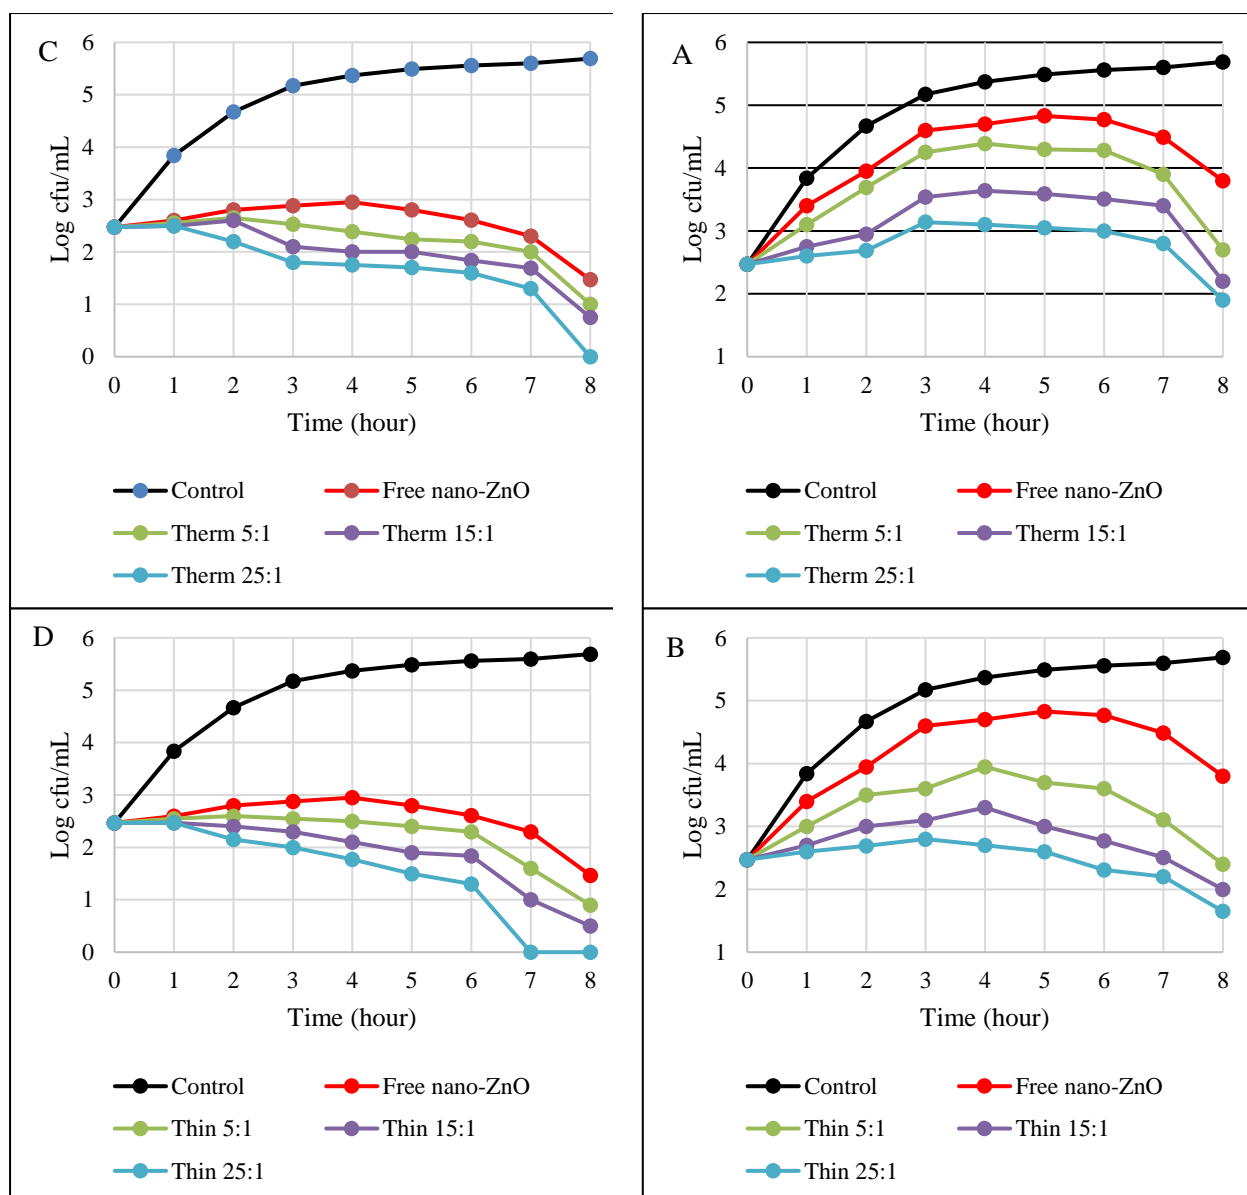 C
6
5
4
3
2
1
0
Log cfu/mL
0 1 2 3 4 5 6 7 8
Time (hour)
Control Free nano-ZnO
Therm 5:1 Therm 15:1
Therm 25:1
A
6
5
4
3
2
1
Log cfu/mL
0 1 2 3 4 5 6 7 8
Time (hour)
Control Free nano-ZnO
Therm 5:1 Therm 15:1
Therm 25:1
D
6
5
4
3
2
1
0
Log cfu/mL
0 1 2 3 4 5 6 7 8
Time (hour)
Control Free nano-ZnO
Thin 5:1 Thin 15:1
Thin 25:1
B
6
5
4
3
2
1
Log cfu/mL
0 1 2 3 4 5 6 7 8
Time (hour)
Control Free nano-ZnO
Thin 5:1 Thin 15:1
Thin 25:1